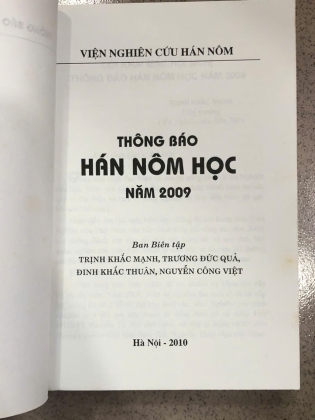 VIỆN NGHIÊN CỨU HÁN NÔM
THÔNG BÁO
HÁN NÔM HỌC
NĂM 2009
Ban Biên tập
TRỊNH KHẮC MẠNH, TRƯƠNG ĐỨC QUẢ,
ĐINH KHẮC THUÂN, NGUYỄN CÔNG VIỆT
Hà Nội - 2010